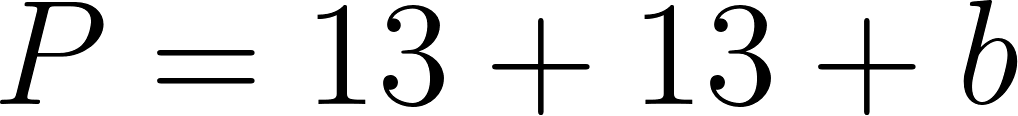 P = 13 + 13 + b